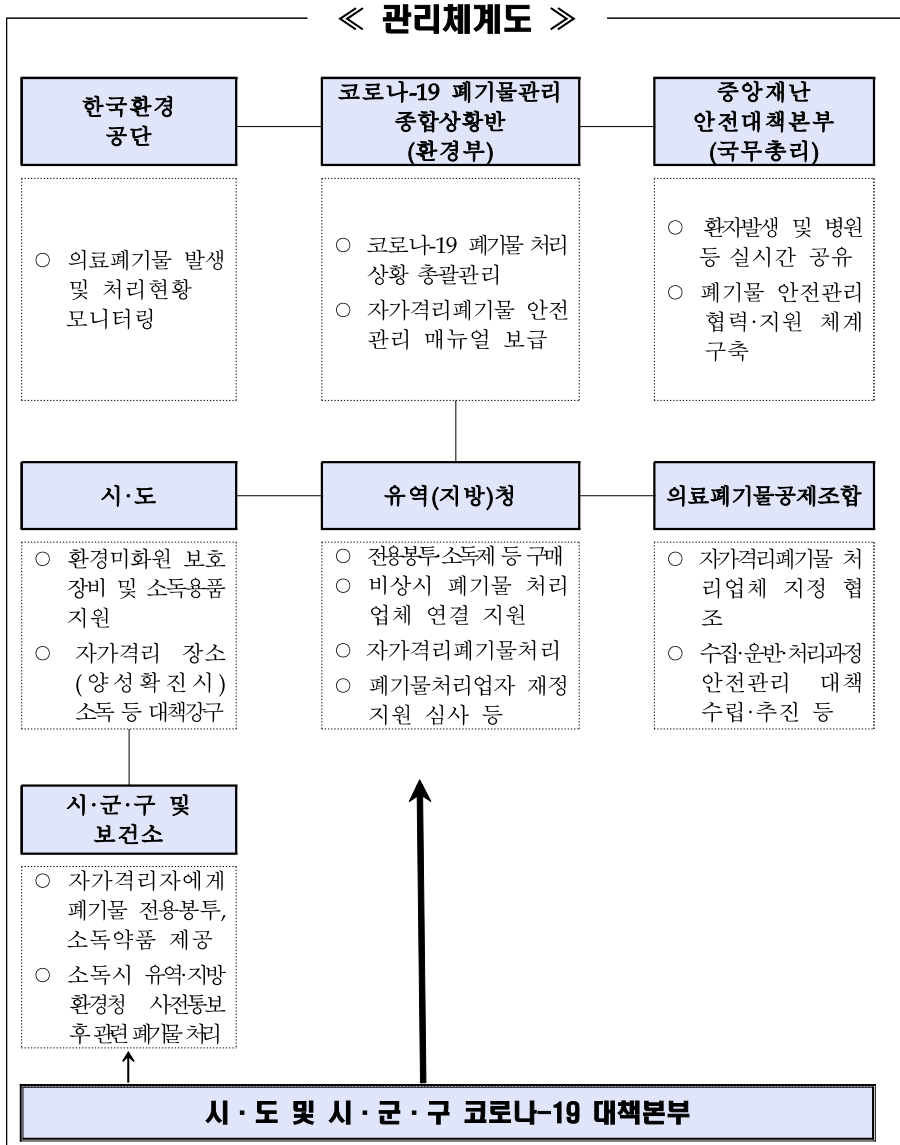 ≪ 관리체계도 ≫
한국환경
공단
○ 의료폐기물 발생
및 처리현황
모니터링
코로나-19 폐기물관리
종합상황반
(환경부)
○ 코로나-19 폐기물 처리
상황 총괄관리
○ 자가격리폐기물 안전
관리 매뉴얼 보급
중앙재난
안전대책본부
(국무총리)
○ 환자발생 및 병원
등 실시간 공유
○ 폐기물 안전관리
협력·지원 체계
구축
시·도
○ 환경미화원 보호
장비 및 소독용품
지원
○ 자가격리 장소
(양성확진시)
소독 등 대책강구
유역(지방)청
○ 전용봉투·소독제 등 구매
○ 비상시 폐기물 처리
업체 연결 지원
○ 자가격리폐기물처리
○ 폐기물처리업자 재정
지원 심사 등
의료폐기물공제조합
○ 자가격리폐기물 처
리업체 지정 협
조
○ 수집·운반·처리과정
안전관리 대책
수립·추진 등
시·군·구 및
보건소
○ 자가격리자에게
폐기물 전용봉투,
소독약품 제공
○ 소독시 유역·지방
환경청 사전통보
후 관련 폐기물 처리
시·도 및 시·군·구 코로나-19 대책본부